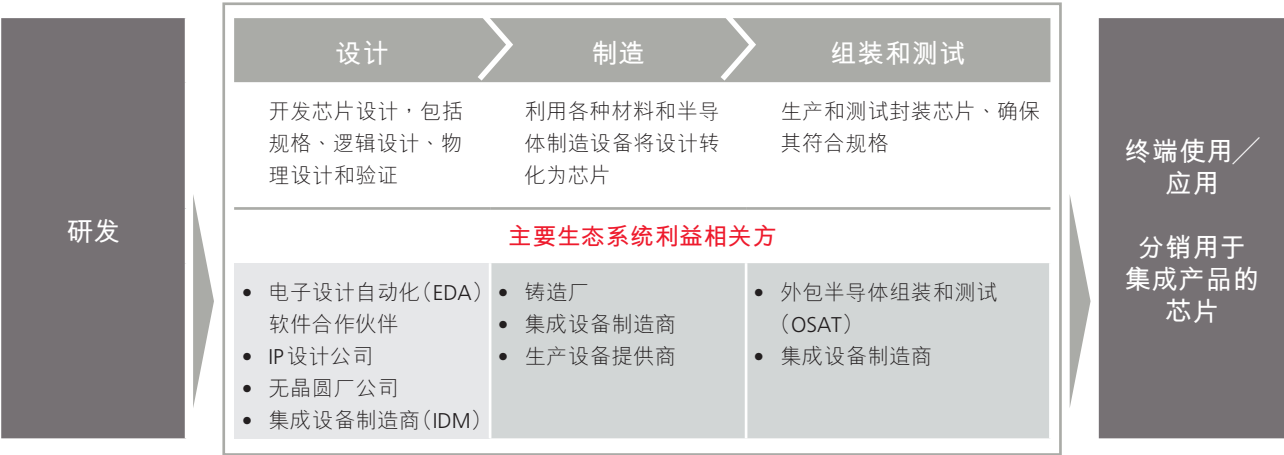 研发
设计
制造
组装和测试
开发芯片设计，包括
规格、逻辑设计、物
理设计和验证
利用各种材料和半导
体制造设备将设计转
化为芯片
生产和测试封装芯片、确保
其符合规格
主要生态系统利益相关方
• 电子设计自动化(EDA)
软件合作伙伴
• IP设计公司
• 无晶圆厂公司
• 集成设备制造商(IDM)
• 铸造厂
• 集成设备制造商
• 生产设备提供商
• 外包半导体组装和测试
(OSAT)
• 集成设备制造商
终端使用／
应用
分销用于
集成产品的
芯片